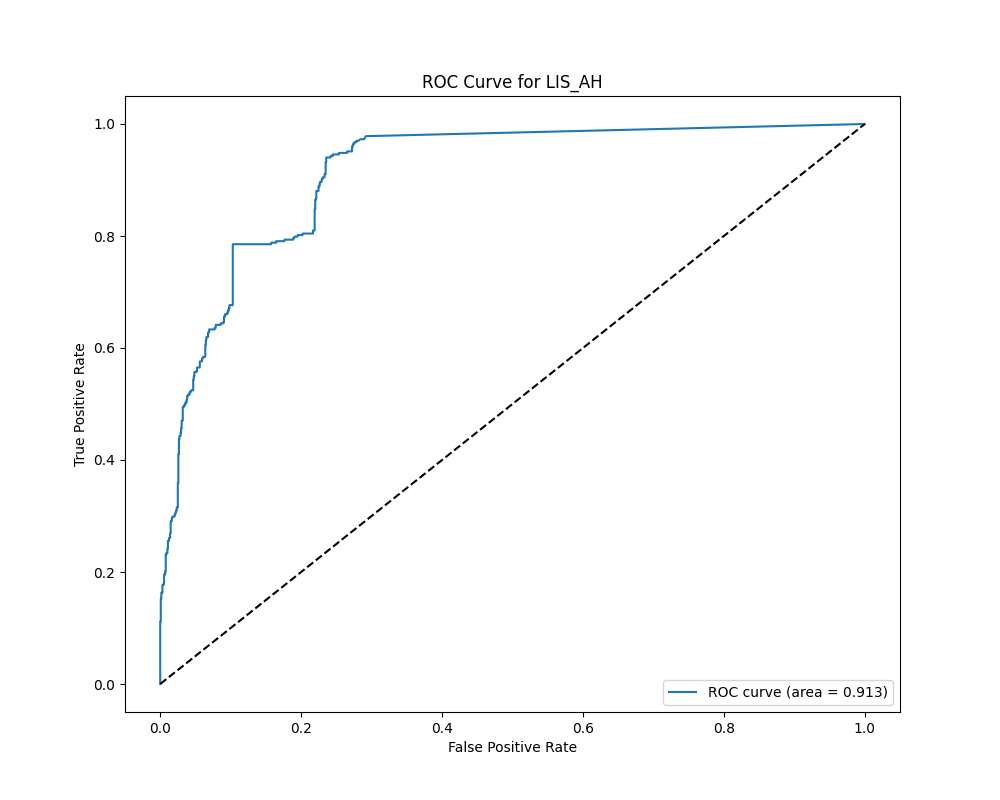 ROC Curve for LIS_AH
1.0
0.8
0.6
0.4
0.2
0.0
True Positive Rate
0.0 0.2 0.4 0.6 0.8 1.0
False Positive Rate
ROC curve (area = 0.913)